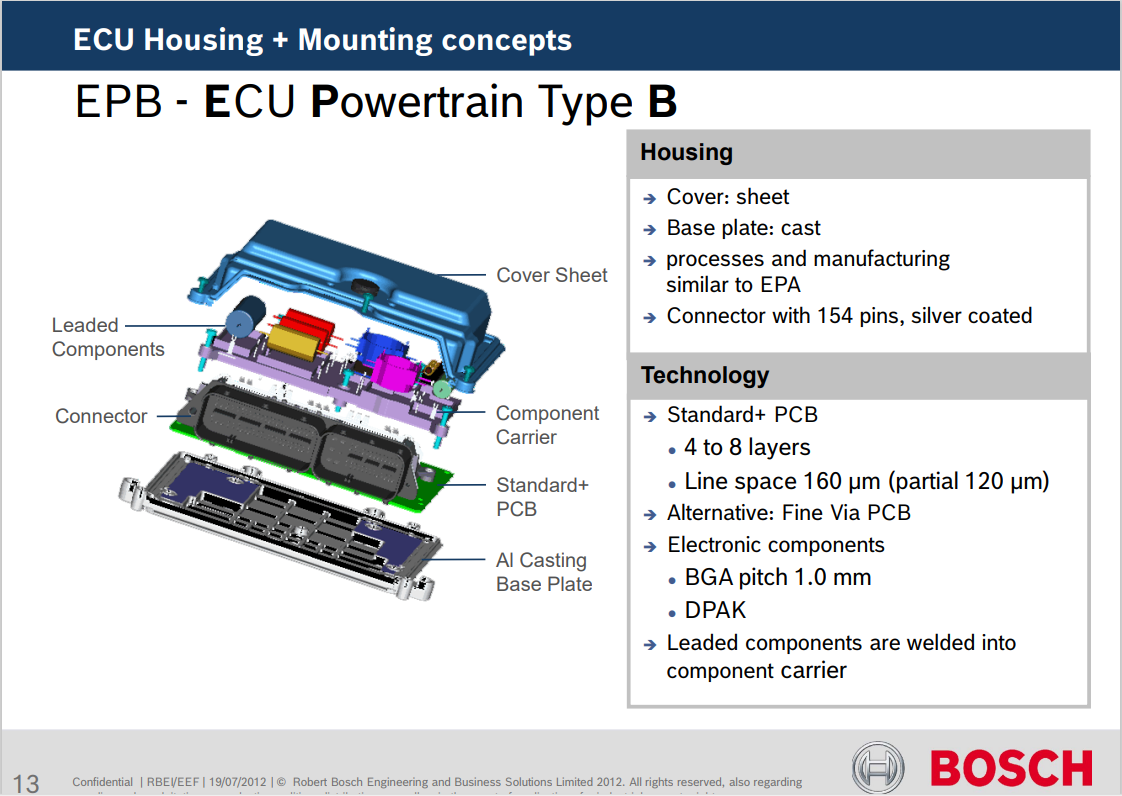 ECU Housing + Mounting concepts
EPB - ECU Powertrain Type B
Cover Sheet
Leaded
Components
Connector
Component
Carrier
Standard+
PCB
Al Casting
Base Plate
Housing
Cover: sheet
Base plate: cast
processes and manufacturing
similar to EPA
Connector with 154 pins, silver coated
Technology
Standard+ PCB
4 to 8 layers
Line space 160 µm (partial 120 µm)
Alternative: Fine Via PCB
Electronic components
BGA pitch 1.0 mm
DPAK
Leaded components are welded into
component carrier
13
Confidential | RBEI/EEF | 19/07/2012 | © Robert Bosch Engineering and Business Solutions Limited 2012. All rights reserved, also regarding
BOSCH